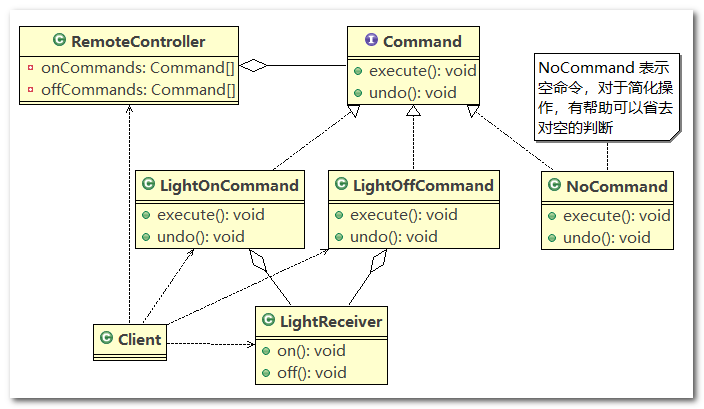 C RemoteController
onCommands: Command[]
offCommands: Command[]
I Command
execute(): void
undo(): void
NoCommand 表示
空命令，对于简化操
作，有帮助可以省去
对空的判断
C LightOnCommand
execute(): void
undo(): void
C LightOffCommand
execute(): void
undo(): void
C NoCommand
execute(): void
undo(): void
C Client
C LightReceiver
on(): void
off(): void